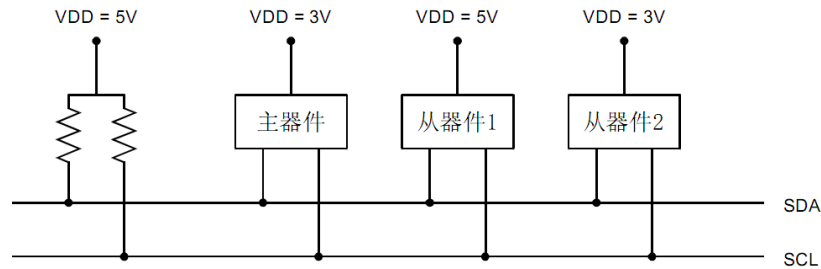 VDD = 5V
VDD = 3V
VDD = 5V
VDD = 3V
主器件
从器件1
从器件2
SDA
SCL